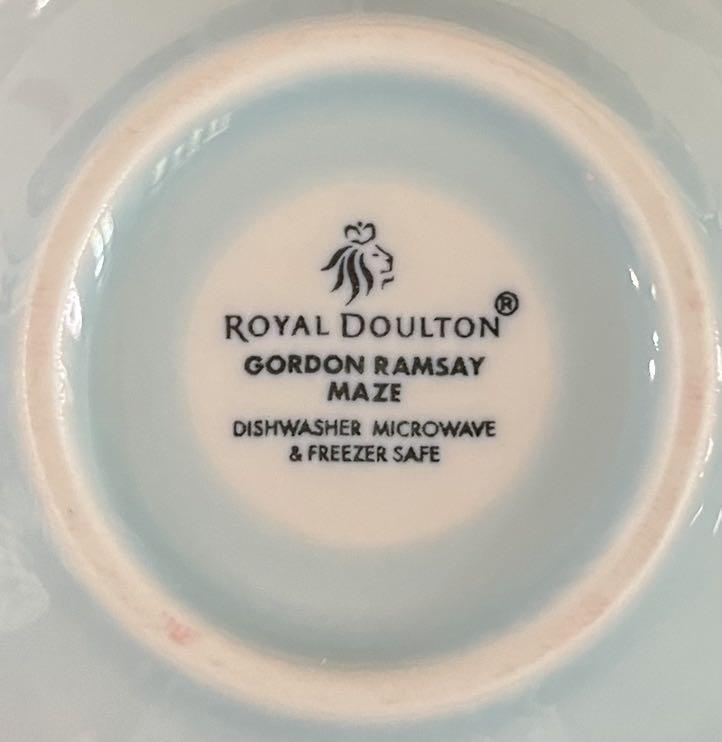 ROYAL DOULTON®
GORDON RAMSAY
MAZE
DISHWASHER MICROWAVE
& FREEZER SAFE